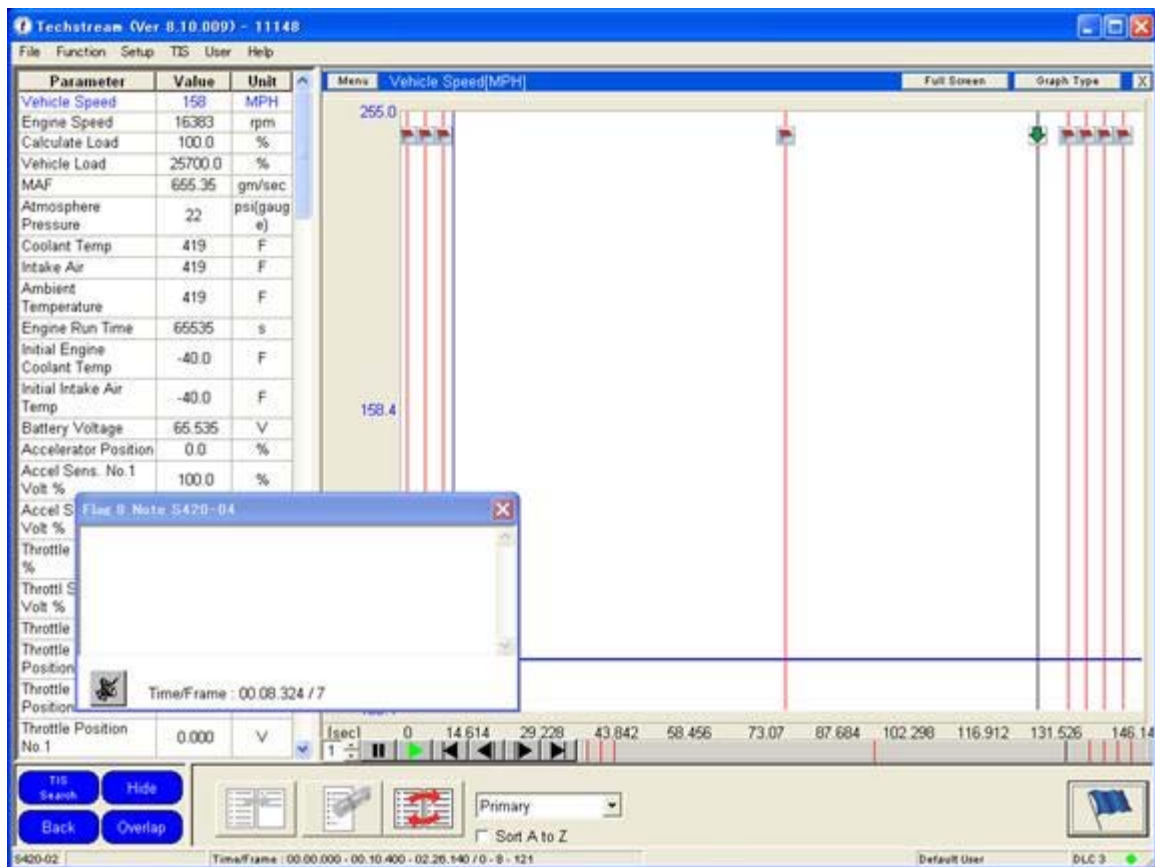 Techstream (Ver 8.10.009) - 11148
File Function Setup TIS User Help
Parameter Value Unit
Vehicle Speed 158 MPH
Engine Speed 16383 rpm
Calculate Load 100.0 %
Vehicle Load 25700.0 %
MAF 655.35 gm/sec
Atmosphere
Pressure 22 psi(gaug
e)
Coolant Temp 419 F
Intake Air 419 F
Ambient
Temperature 419 F
Engine Run Time 65535 s
Initial Engine
Coolant Temp -40.0 F
Initial Intake Air
Temp -40.0 F
Battery Voltage 65.535 V
Accelerator Position 0.0 %
Accel Sens. No.1
Volt % 100.0 %
Accel S
Volt %
Throttle
%
Throttl S
Volt %
Throttle
Throttle
Position
Throttle
Position
Throttle Position
No.1 0.000 V
Menu Vehicle Speed[MPH] Full Screen Graph Type X
255.0
158.4
Flag 8.Note S420-04
Time/Frame : 00.08.324 / 7
[sec] 0 14.614 29.228 43.842 58.456 73.07 87.684 102.298 116.912 131.526 146.14
1
TIS
Search
Hide
Back
Overlap
Primary
Sort A to Z
S420-02
Time/Frame : 00:00.000 - 00.10.400 - 02.26.140 / 0 - 8 - 121
Default User
DLC 3